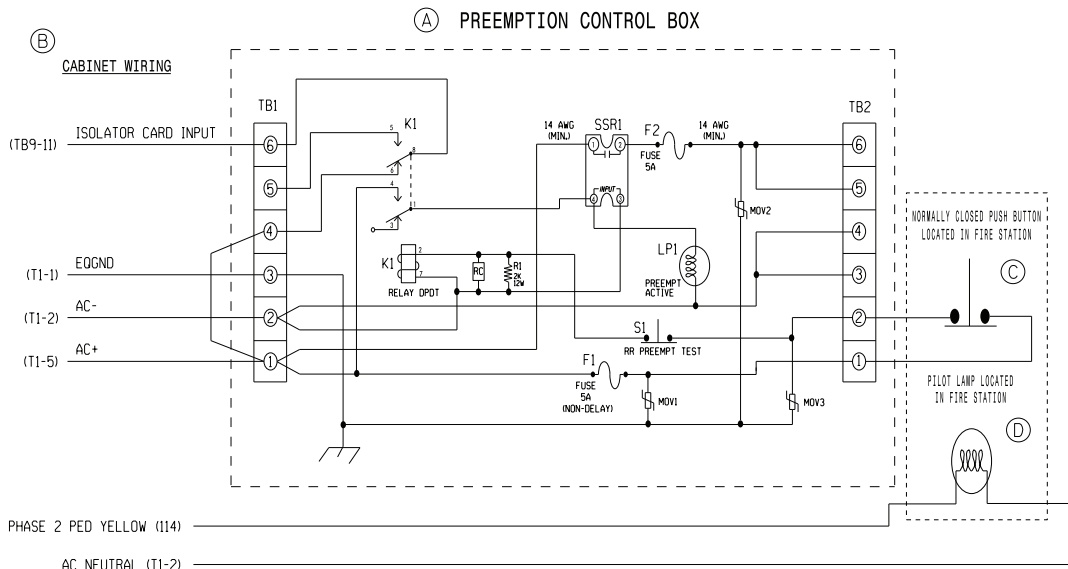 A PREEMPTION CONTROL BOX
B
CABINET WIRING
TB1
K1
14 AWG
(MIN.)
SSR1
F2
14 AWG
(MIN.)
TB2
5
8
6
4
1
3
1 2
FUSE
5A
INPUT
4 3
(TB9-11) ISOLATOR CARD INPUT
6
5
4
(T1-1) EQGND
3
(T1-2) AC-
2
(T1-5) AC+
1
6
5
4
3
2
1
MOV2
K1
2
7
RELAY DPDT
RC
R1
2K
12W
LP1
PREEMPT
ACTIVE
S1
RR PREEMPT TEST
F1
FUSE
5A
(NON-DELAY)
MOV1
MOV3
NORMALLY CLOSED PUSH BUTTON
LOCATED IN FIRE STATION
C
PILOT LAMP LOCATED
IN FIRE STATION
D
PHASE 2 PED YELLOW (114)
AC NEUTRAL (T1-2)